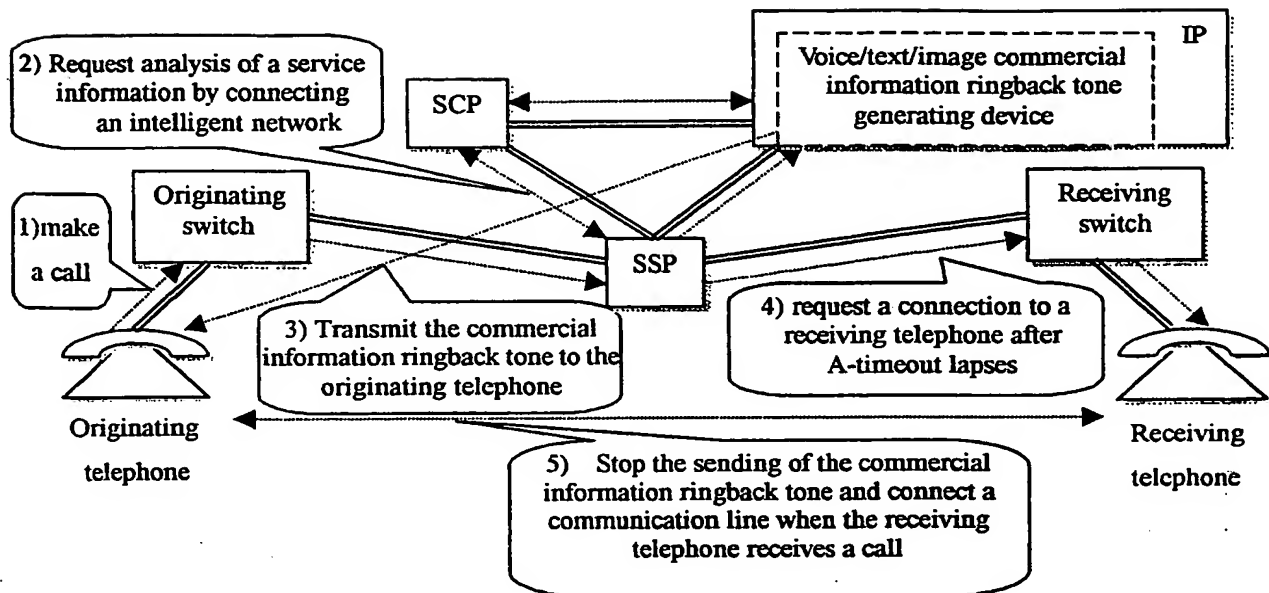 2) Request analysis of a service
information by connecting
an intelligent network
SCP
IP
Voice/text/image commercial
information ringback tone
generating device
1)make
a call
Originating
switch
SSP
Receiving
switch
3) Transmit the commercial
information ringback tone to the
originating telephone
4) request a connection to a
receiving telephone after
A-timeout lapses
Originating
telephone
Receiving
telephone
5) Stop the sending of the commercial
information ringback tone and connect a
communication line when the receiving
telephone receives a call